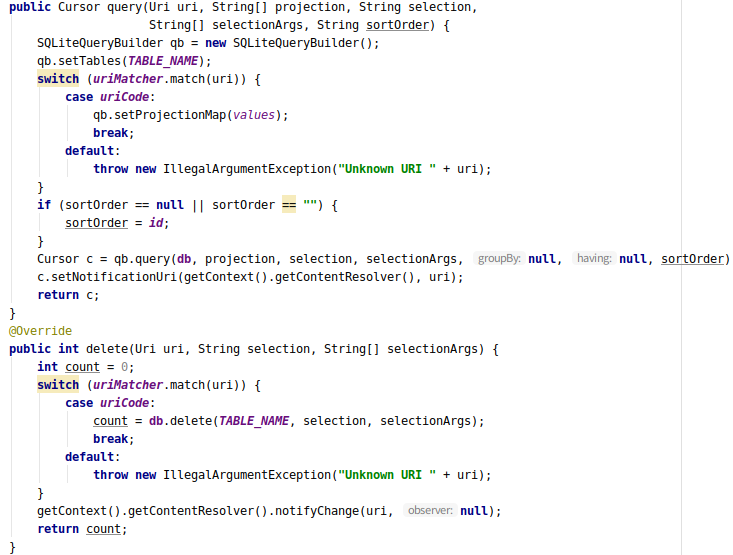 public Cursor query(Uri uri, String[] projection, String selection,
                    String[] selectionArgs, String sortOrder) {
    SQLiteQueryBuilder qb = new SQLiteQueryBuilder();
    qb.setTables(TABLE_NAME);
    switch (uriMatcher.match(uri)) {
        case uriCode:
            qb.setProjectionMap(values);
            break;
        default:
            throw new IllegalArgumentException("Unknown URI " + uri);
    }
    if (sortOrder == null || sortOrder == "") {
        sortOrder = id;
    }
    Cursor c = qb.query(db, projection, selection, selectionArgs, groupBy: null, having: null, sortOrder)
    c.setNotificationUri(getContext().getContentResolver(), uri);
    return c;
}
@Override
public int delete(Uri uri, String selection, String[] selectionArgs) {
    int count = 0;
    switch (uriMatcher.match(uri)) {
        case uriCode:
            count = db.delete(TABLE_NAME, selection, selectionArgs);
            break;
        default:
            throw new IllegalArgumentException("Unknown URI " + uri);
    }
    getContext().getContentResolver().notifyChange(uri, observer: null);
    return count;
}